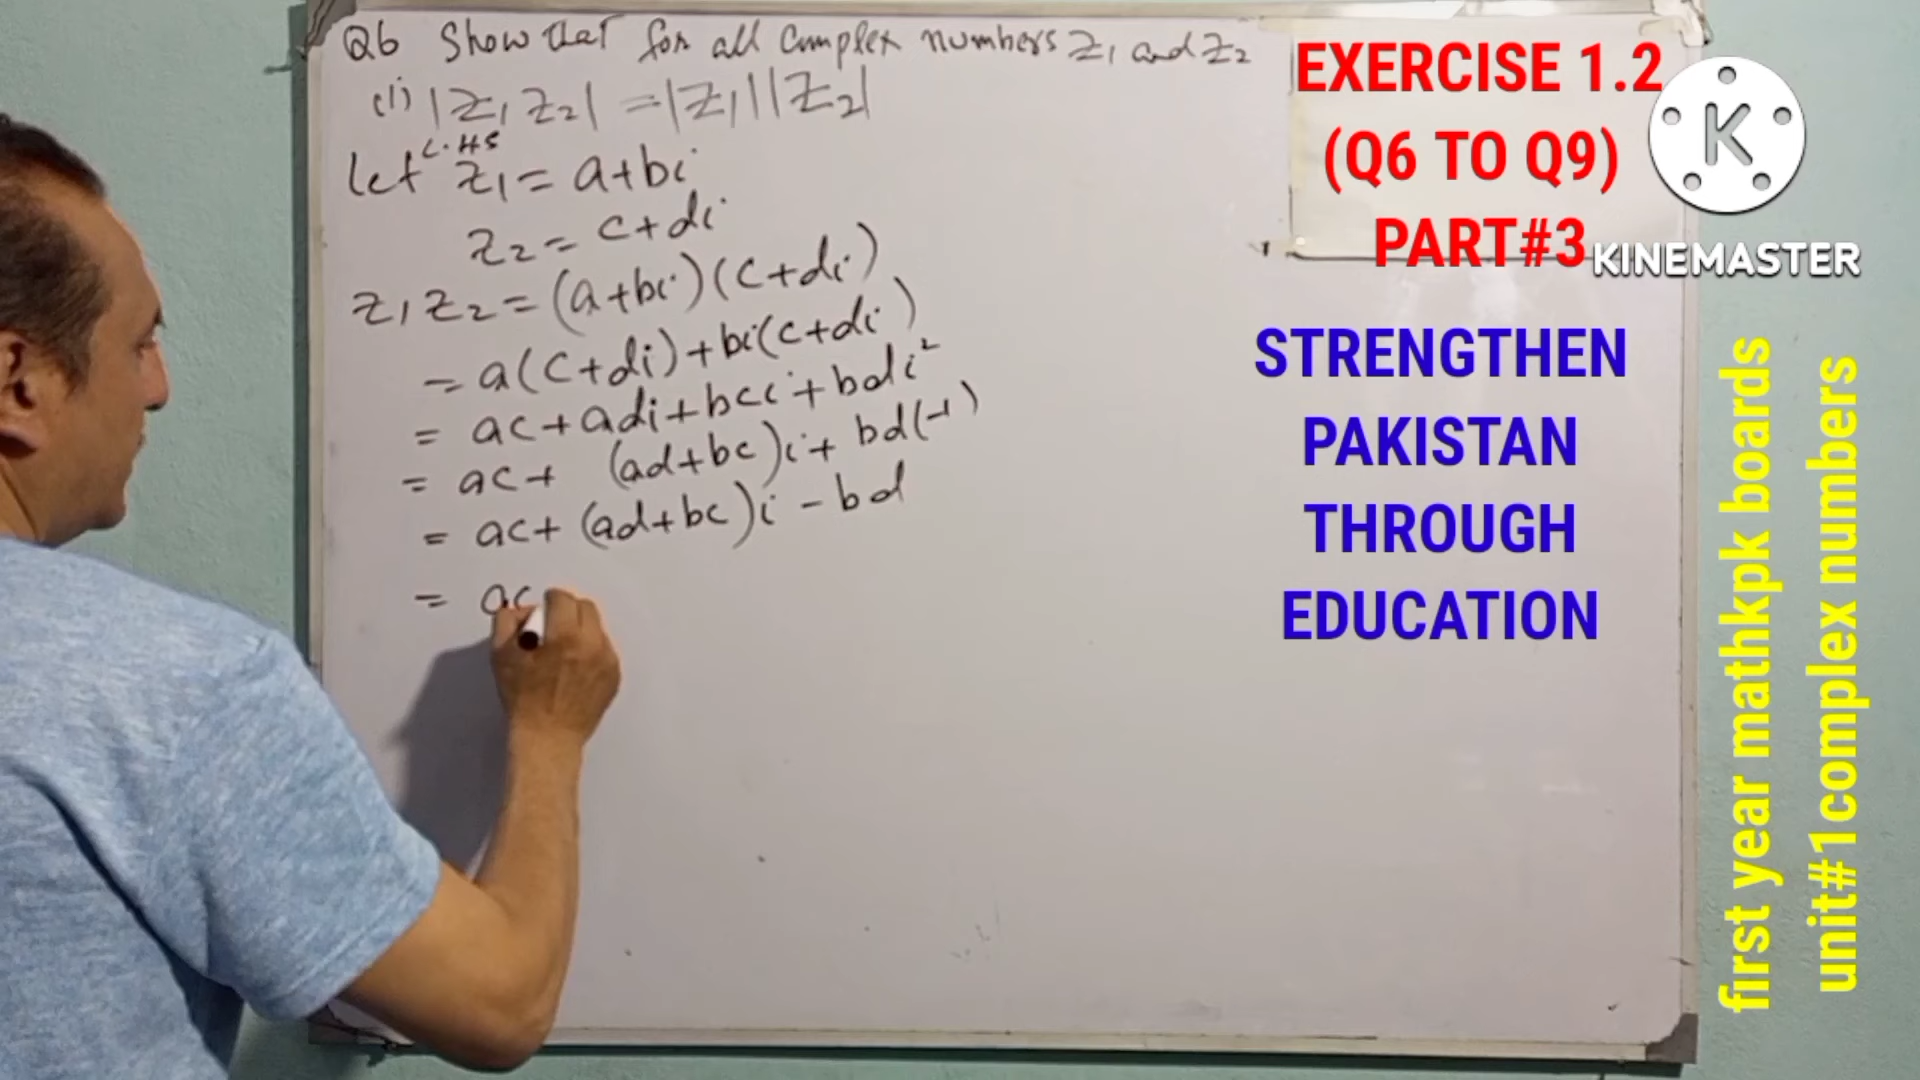 Q6 Show that for all complex numbers z1 and z2
(i) |z1 z2| = |z1| |z2|
L.HS
let z1 = a+bi
z2 = c+di
z1 z2 = (a+bi)(c+di)
= a(c+di)+bi(c+di)
= ac+adi+bci+bdi²
= ac+ (ad+bc)i+ bd(-1)
= ac+ (ad+bc)i - bd
= ac
EXERCISE 1.2
(Q6 TO Q9)
PART#3
K
KINEMASTER
STRENGTHEN
PAKISTAN
THROUGH
EDUCATION
first year mathkpk boards
unit#1complex numbers